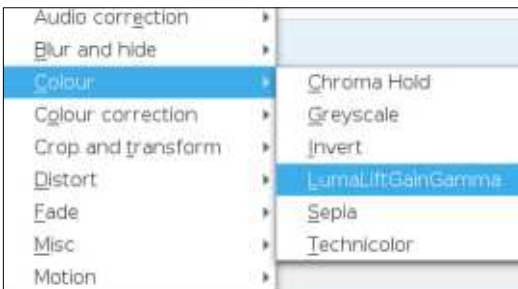 Audio correction
Blur and hide
Colour
Colour correction
Crop and transform
Distort
Fade
Misc
Motion
Chroma Hold
Greyscale
Invert
LumaLiftGainGamma
Sepia
Technicolor